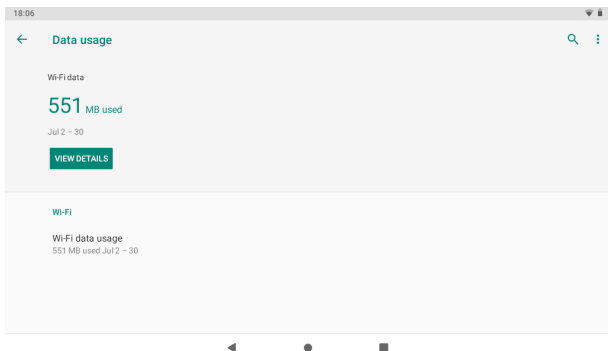 18:06
Data usage
Wi-Fi data
551 MB used
Jul 2 – 30
VIEW DETAILS
Wi-Fi
Wi-Fi data usage
551 MB used Jul 2 – 30